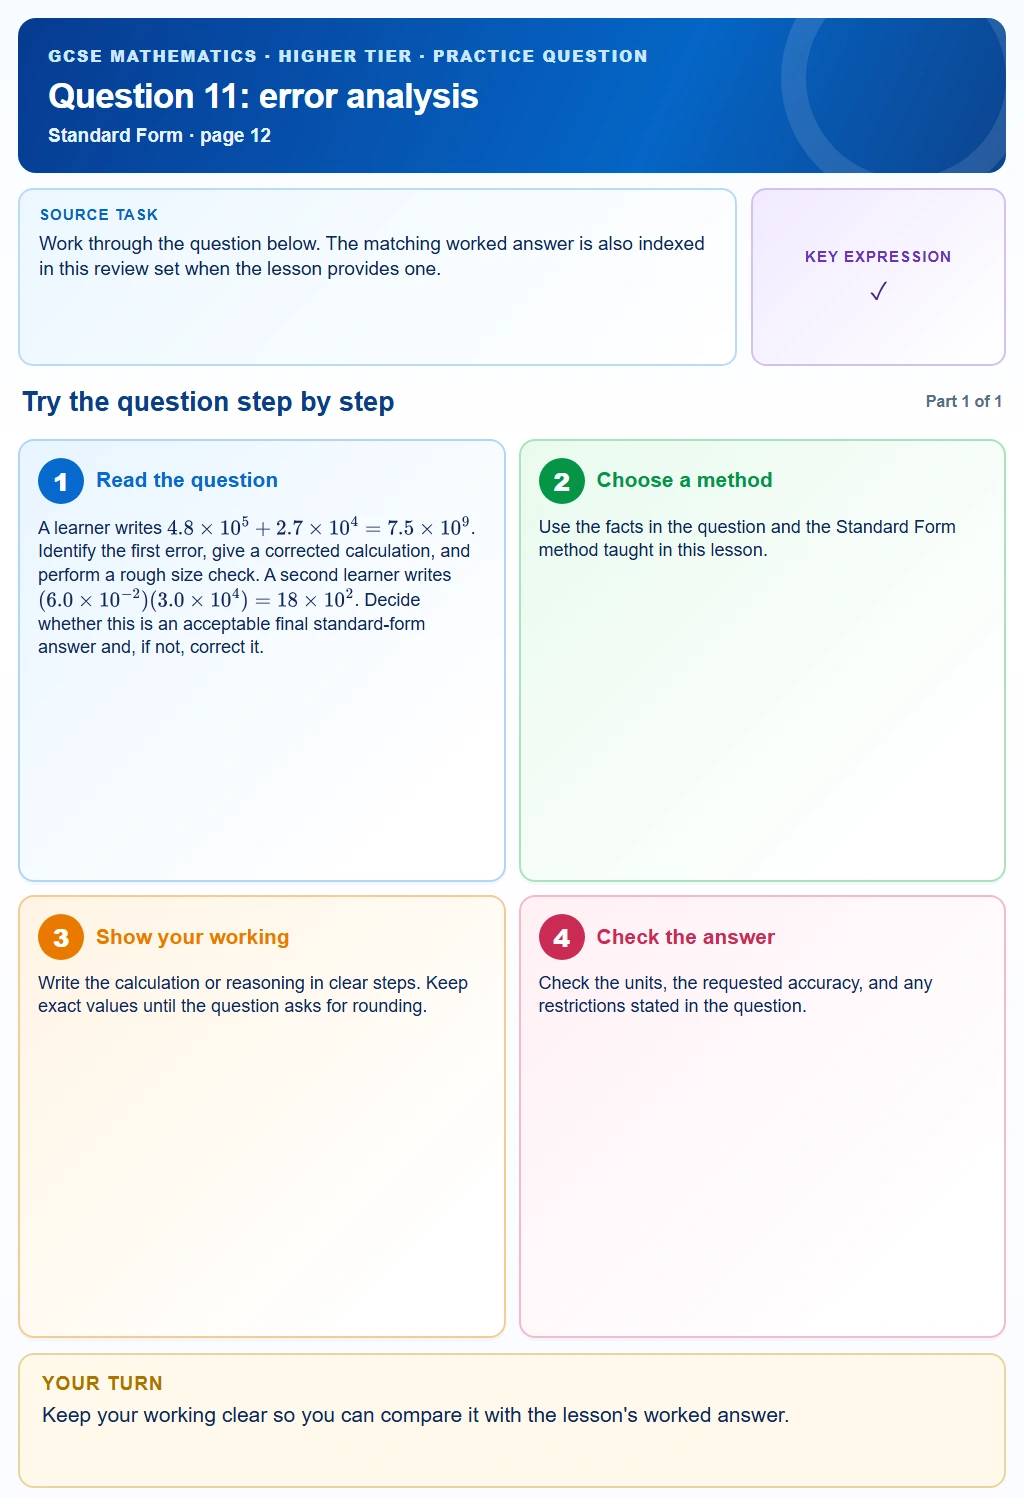 GCSE MATHEMATICS · HIGHER TIER · PRACTICE QUESTION
Question 11: error analysis
Standard Form · page 12
SOURCE TASK
Work through the question below. The matching worked answer is also indexed
in this review set when the lesson provides one.
KEY EXPRESSION
✓
Try the question step by step
Part 1 of 1
1 Read the question
A learner writes 4.8 × 10⁵ + 2.7 × 10⁴ = 7.5 × 10⁹.
Identify the first error, give a corrected calculation, and
perform a rough size check. A second learner writes
(6.0 × 10⁻²)(3.0 × 10⁴) = 18 × 10². Decide
whether this is an acceptable final standard-form
answer and, if not, correct it.
2 Choose a method
Use the facts in the question and the Standard Form
method taught in this lesson.
3 Show your working
Write the calculation or reasoning in clear steps. Keep
exact values until the question asks for rounding.
4 Check the answer
Check the units, the requested accuracy, and any
restrictions stated in the question.
YOUR TURN
Keep your working clear so you can compare it with the lesson's worked answer.